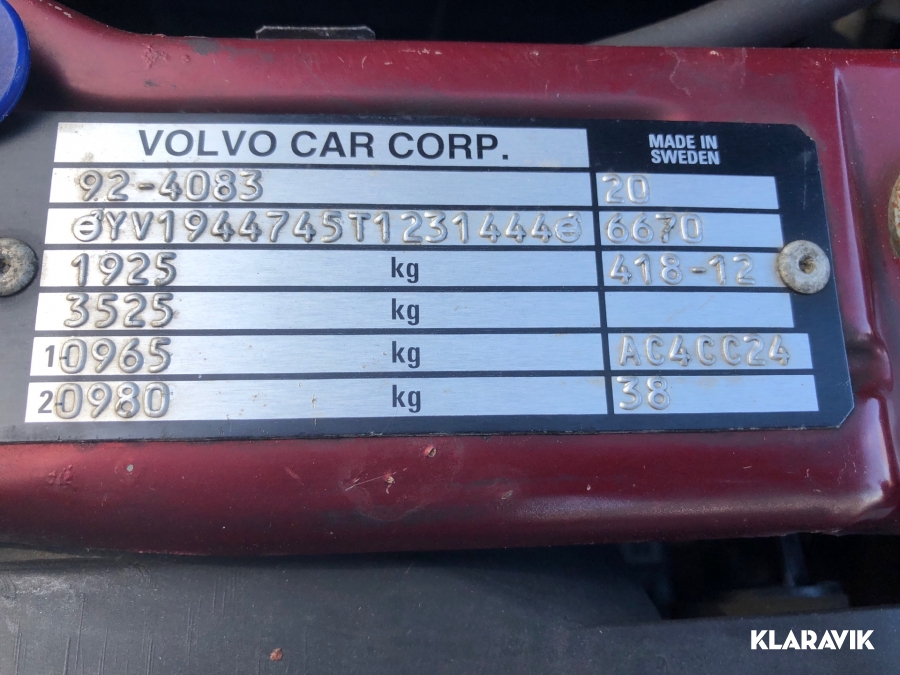 VOLVO CAR CORP. MADE IN SWEDEN
92-4083 20
YV1944745T1231444 6670
1925 kg 418-12
3525 kg
1-0965 kg AC4CC24
2-0980 kg 38
KLARAVIK